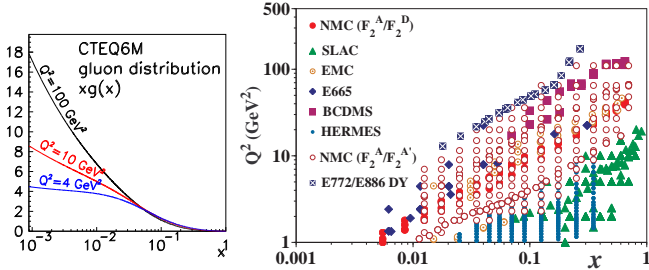 CTEQ6M
gluon distribution
xg(x)
Q²=100 GeV²
Q²=10 GeV²
Q²=4 GeV²
18
16
14
12
10
8
6
4
2
0
10⁻³ 10⁻² 10⁻¹ 1
x
500
100
10
1
Q² (GeV²)
NMC (F₂ᴬ/F₂ᴰ)
SLAC
EMC
E665
BCDMS
HERMES
NMC (F₂ᴬ/F₂ᴬ')
E772/E886 DY
0.001 0.01 0.1 1
x